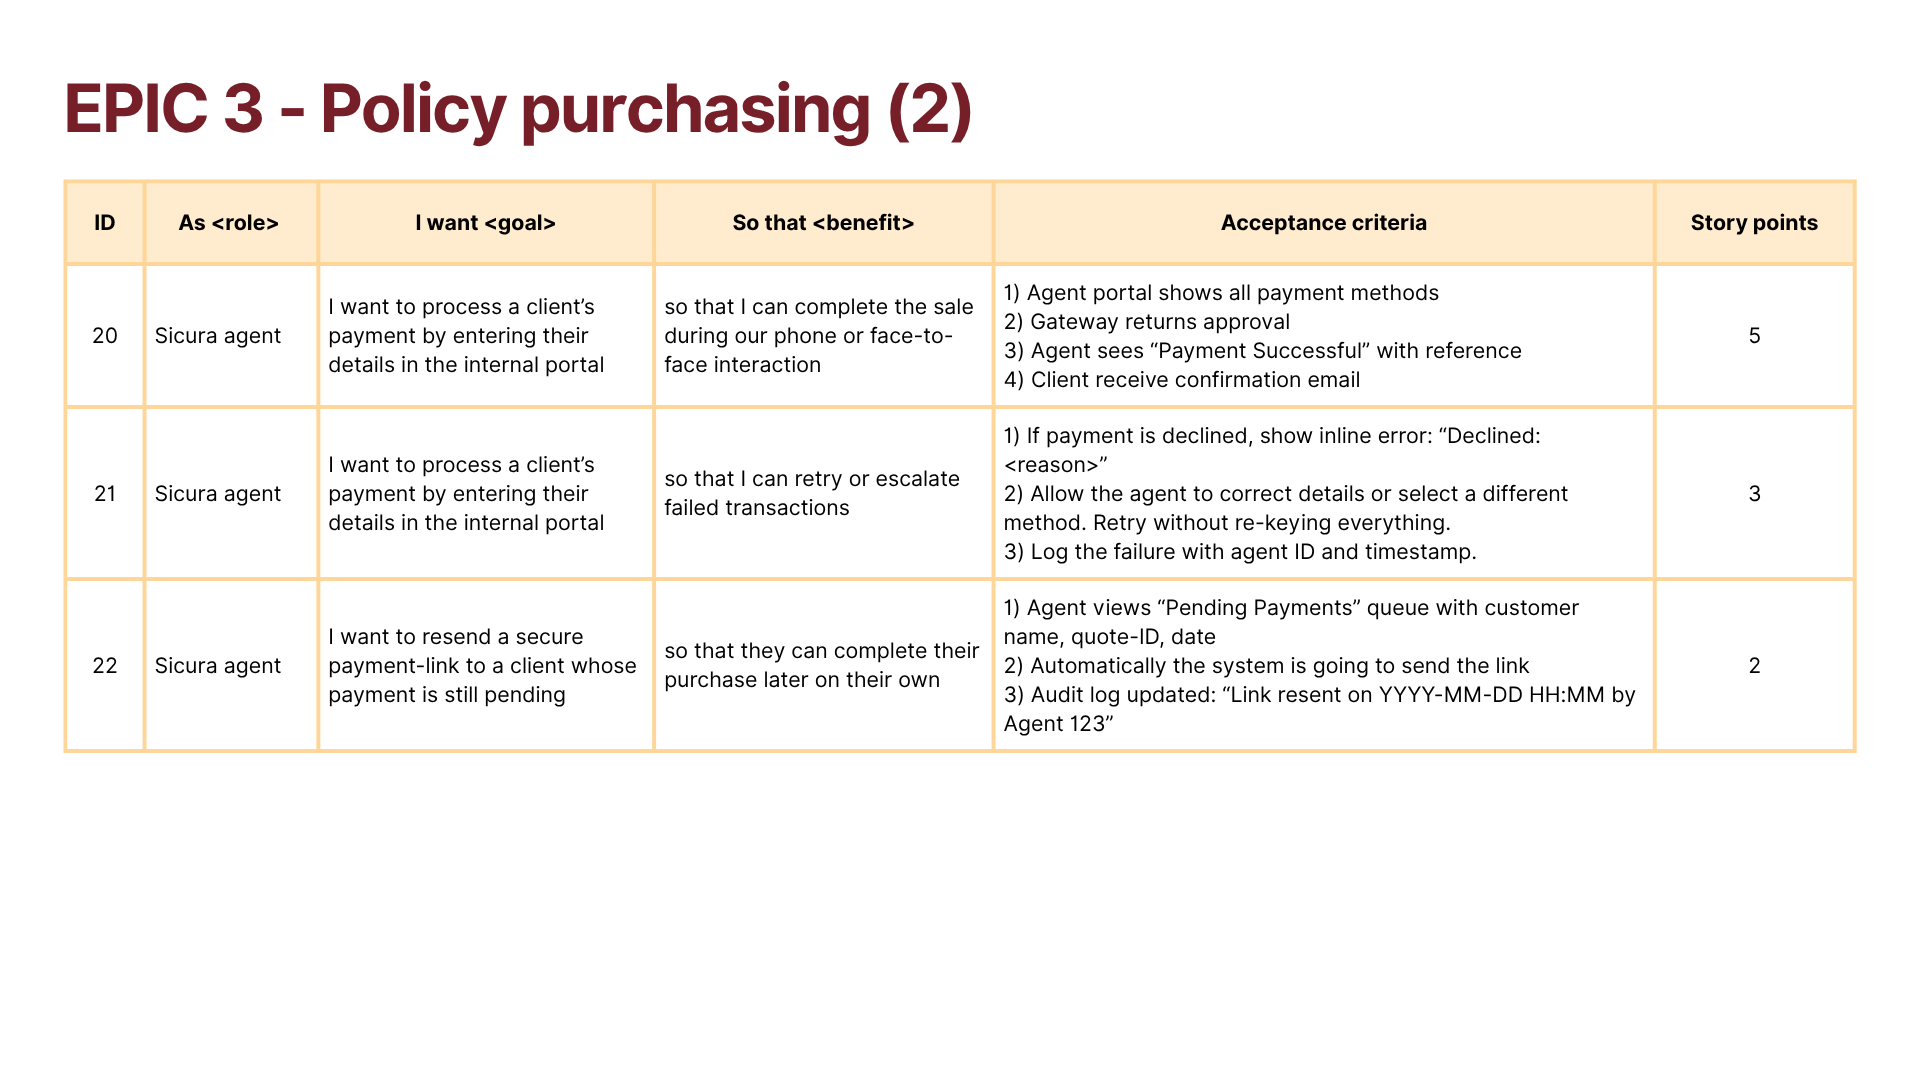 EPIC 3 - Policy purchasing (2)
ID
As <role>
I want <goal>
So that <benefit>
Acceptance criteria
Story points
20
Sicura agent
I want to process a client’s
payment by entering their
details in the internal portal
so that I can complete the sale
during our phone or face-to-
face interaction
1) Agent portal shows all payment methods
2) Gateway returns approval
3) Agent sees “Payment Successful” with reference
4) Client receive confirmation email
5
21
Sicura agent
I want to process a client’s
payment by entering their
details in the internal portal
so that I can retry or escalate
failed transactions
1) If payment is declined, show inline error: “Declined:
<reason>”
2) Allow the agent to correct details or select a different
method. Retry without re-keying everything.
3) Log the failure with agent ID and timestamp.
3
22
Sicura agent
I want to resend a secure
payment-link to a client whose
payment is still pending
so that they can complete their
purchase later on their own
1) Agent views “Pending Payments” queue with customer
name, quote-ID, date
2) Automatically the system is going to send the link
3) Audit log updated: “Link resent on YYYY-MM-DD HH:MM by
Agent 123”
2